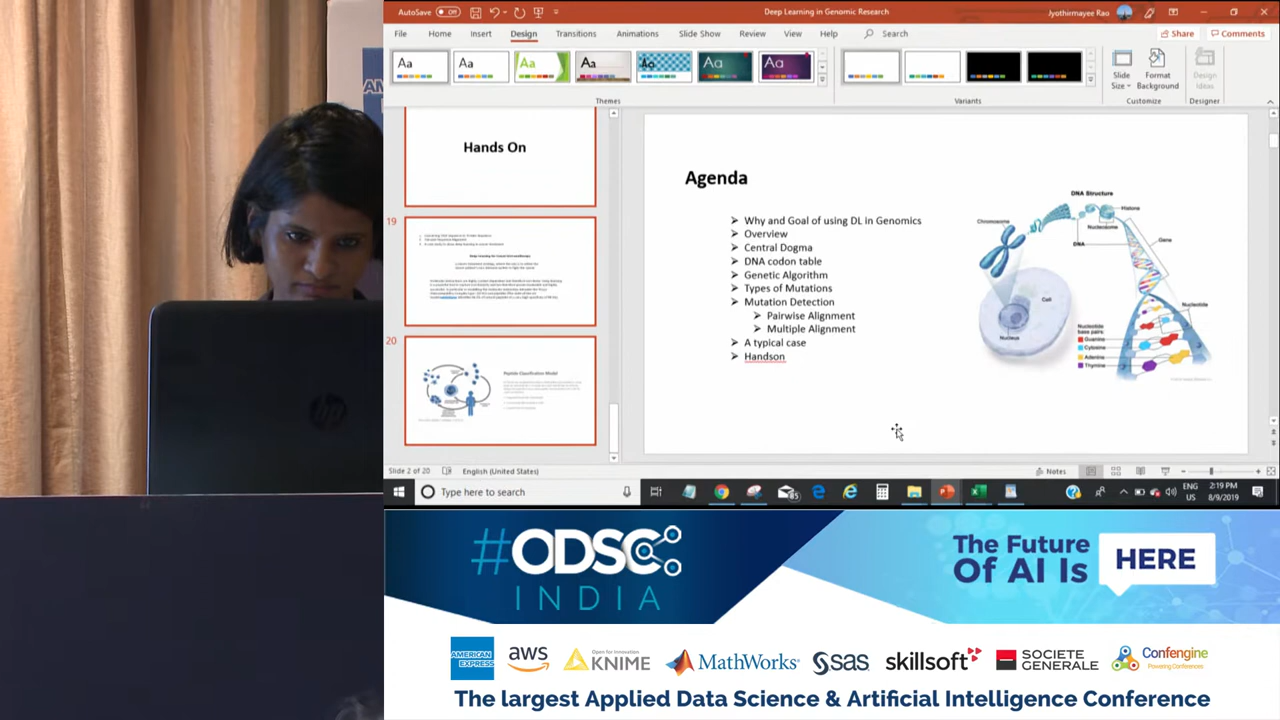 AutoSave Off
Deep Learning in Genomic Research
Jyothirmayee Rao
File Home Insert Design Transitions Animations Slide Show Review View Help Search
Share Comments
Aa Aa Aa Aa Aa Aa Aa
Slide Size
Format Background
Design Ideas
Themes
Variants
Customize
Designer
Hands On
19
20
Peptide Classification Model
Agenda
Why and Goal of using DL in Genomics
Overview
Central Dogma
DNA codon table
Genetic Algorithm
Types of Mutations
Mutation Detection
Pairwise Alignment
Multiple Alignment
A typical case
Handson
DNA Structure
Chromosome
Histone
Nucleosome
DNA
Gene
Cell
Nucleus
Nucleotide
Nucleotide
base pairs:
Guanine
Cytosine
Adenine
Thymine
Slide 2 of 20
English (United States)
Notes
Type here to search
ENG
US
2:19 PM
8/9/2019
hp
#ODSC
INDIA
The Future
Of AI Is
HERE
AMERICAN
EXPRESS
aws
Open for Innovation
KNIME
MathWorks
sas
skillsoft
SOCIETE
GENERALE
Confengine
Powering Conferences
The largest Applied Data Science & Artificial Intelligence Conference